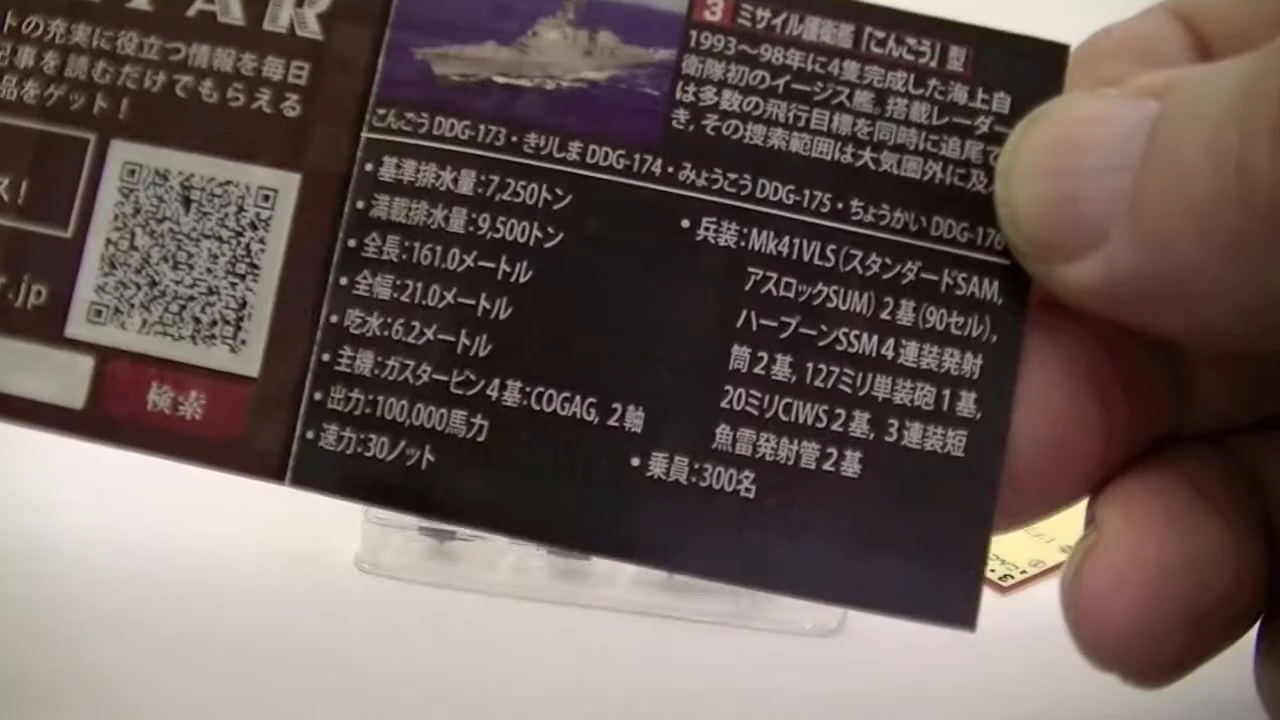 トの充実に役立つ情報を毎日
記事を読むだけでもらえる
品をゲット！
ス！
r.jp
検索
3 ミサイル護衛艦「こんごう」型
1993～98年に4隻完成した海上自
衛隊初のイージス艦。搭載レーダー
は多数の飛行目標を同時に追尾で
き、その捜索範囲は大気圏外に及
こんごう DDG-173・きりしま DDG-174・みょうこう DDG-175・ちょうかい DDG-176
・基準排水量：7,250トン
・満載排水量：9,500トン
・全長：161.0メートル
・全幅：21.0メートル
・吃水：6.2メートル
・主機：ガスタービン4基：COGAG, 2軸
・出力：100,000馬力
・速力：30ノット
・兵装：Mk41VLS（スタンダードSAM,
アスロックSUM）2基（90セル）,
ハープーンSSM4連装発射
筒2基, 127ミリ単装砲1基,
20ミリCIWS2基, 3連装短
魚雷発射管2基
・乗員：300名